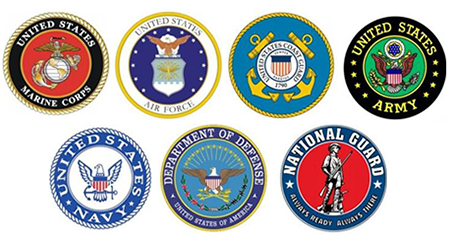 UNITED STATES
MARINE CORPS
UNITED STATES
AIR FORCE
UNITED STATES COAST GUARD
1790
UNITED STATES
ARMY
UNITED STATES
NAVY
DEPARTMENT OF DEFENSE
UNITED STATES OF AMERICA
NATIONAL GUARD
ALWAYS READY ALWAYS THERE